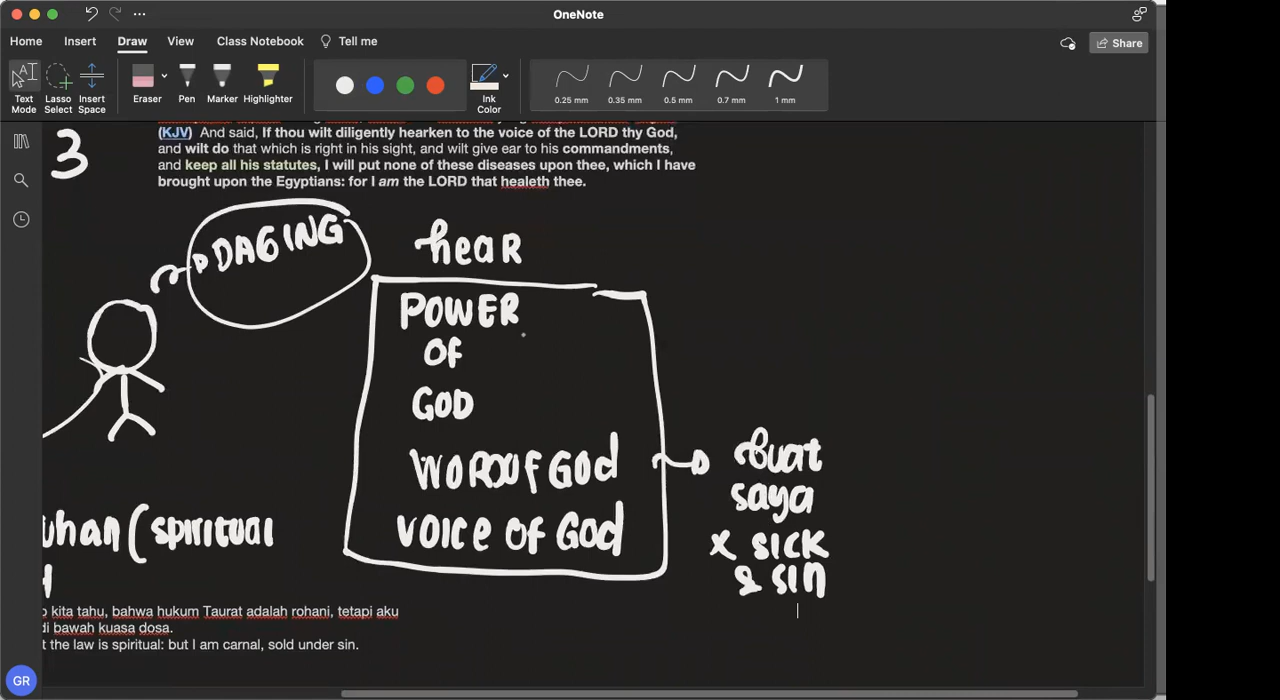 OneNote
Home Insert Draw View Class Notebook Tell me
Share
Text Mode
Lasso Select
Insert Space
Eraser
Pen
Marker
Highlighter
Ink Color
0.25 mm 0.35 mm 0.5 mm 0.7 mm 1 mm
(KJV) And said, If thou wilt diligently hearken to the voice of the LORD thy God,
and wilt do that which is right in his sight, and wilt give ear to his commandments,
and keep all his statutes, I will put none of these diseases upon thee, which I have
brought upon the Egyptians: for I am the LORD that healeth thee.
3
DAGING
heaR
POWER
Of
GOD
WORD of God
VOICE Of God
buat
saya
x SICK
& SIN
uhan (spiritual
kita tahu, bahwa hukum Taurat adalah rohani, tetapi aku
di bawah kuasa dosa.
t the law is spiritual: but I am carnal, sold under sin.
GR